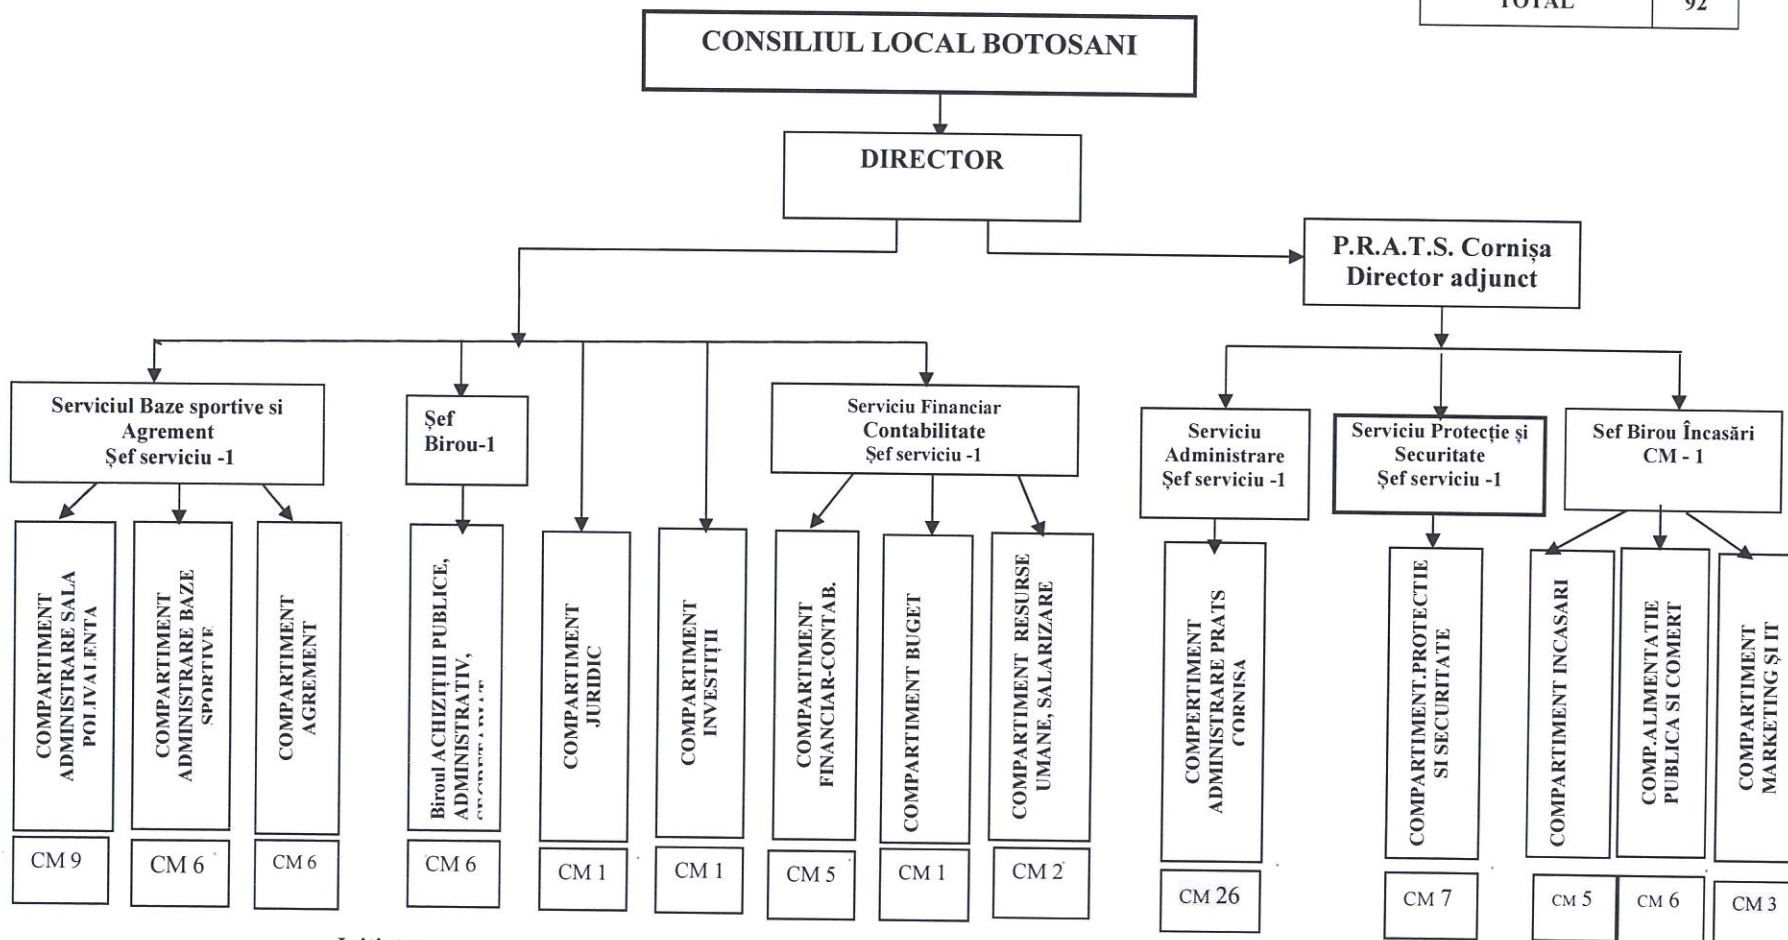 TOTAL 92
CONSILIUL LOCAL BOTOSANI
DIRECTOR
P.R.A.T.S. Cornișa
Director adjunct
Serviciul Baze sportive si
Agrement
Șef serviciu -1
Șef
Birou-1
Serviciu Financiar
Contabilitate
Șef serviciu -1
Serviciu
Administrare
Șef serviciu -1
Serviciu Protecție și
Securitate
Șef serviciu -1
Sef Birou Încasări
CM - 1
COMPARTIMENT
ADMINISTRARE SALA
POLIVALENTA
COMPARTIMENT
ADMINISTRARE BAZE
SPORTIVE
COMPARTIMENT
AGREMENT
Biroul ACHIZIȚII PUBLICE,
ADMINISTRATIV,
COMPARTIMENT
JURIDIC
COMPARTIMENT
INVESTIȚII
COMPARTIMENT
FINANCIAR-CONTAB.
COMPARTIMENT BUGET
COMPARTIMENT RESURSE
UMANE, SALARIZARE
COMPERTIMENT
ADMINISTRARE PRATS
CORNISA
COMPARTIMENT.PROTECTIE
SI SECURITATE
COMPARTIMENT INCASARI
COMP.ALIMENTATIE
PUBLICA SI COMERT
COMPARTIMENT
MARKETING ȘI IT
CM 9
CM 6
CM 6
CM 6
CM 1
CM 1
CM 5
CM 1
CM 2
CM 26
CM 7
CM 5
CM 6
CM 3